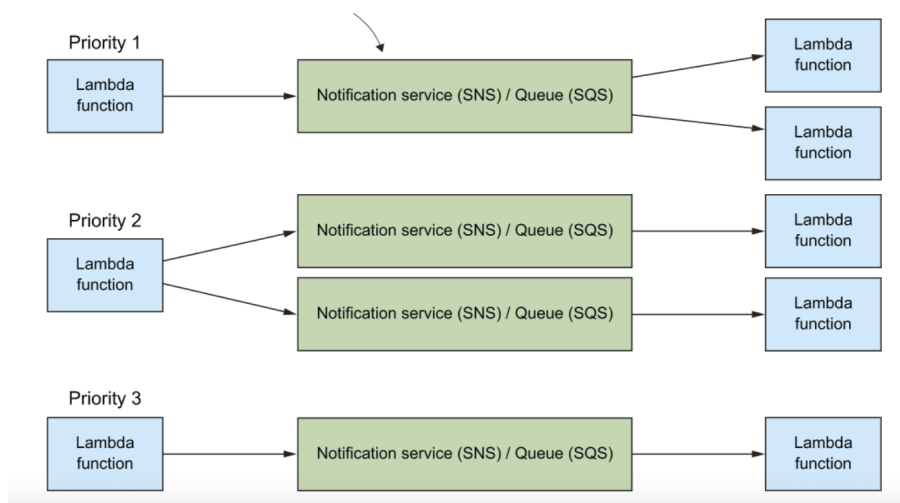 Priority 1
Lambda
function
Notification service (SNS) / Queue (SQS)
Lambda
function
Lambda
function
Priority 2
Lambda
function
Notification service (SNS) / Queue (SQS)
Lambda
function
Notification service (SNS) / Queue (SQS)
Lambda
function
Priority 3
Lambda
function
Notification service (SNS) / Queue (SQS)
Lambda
function